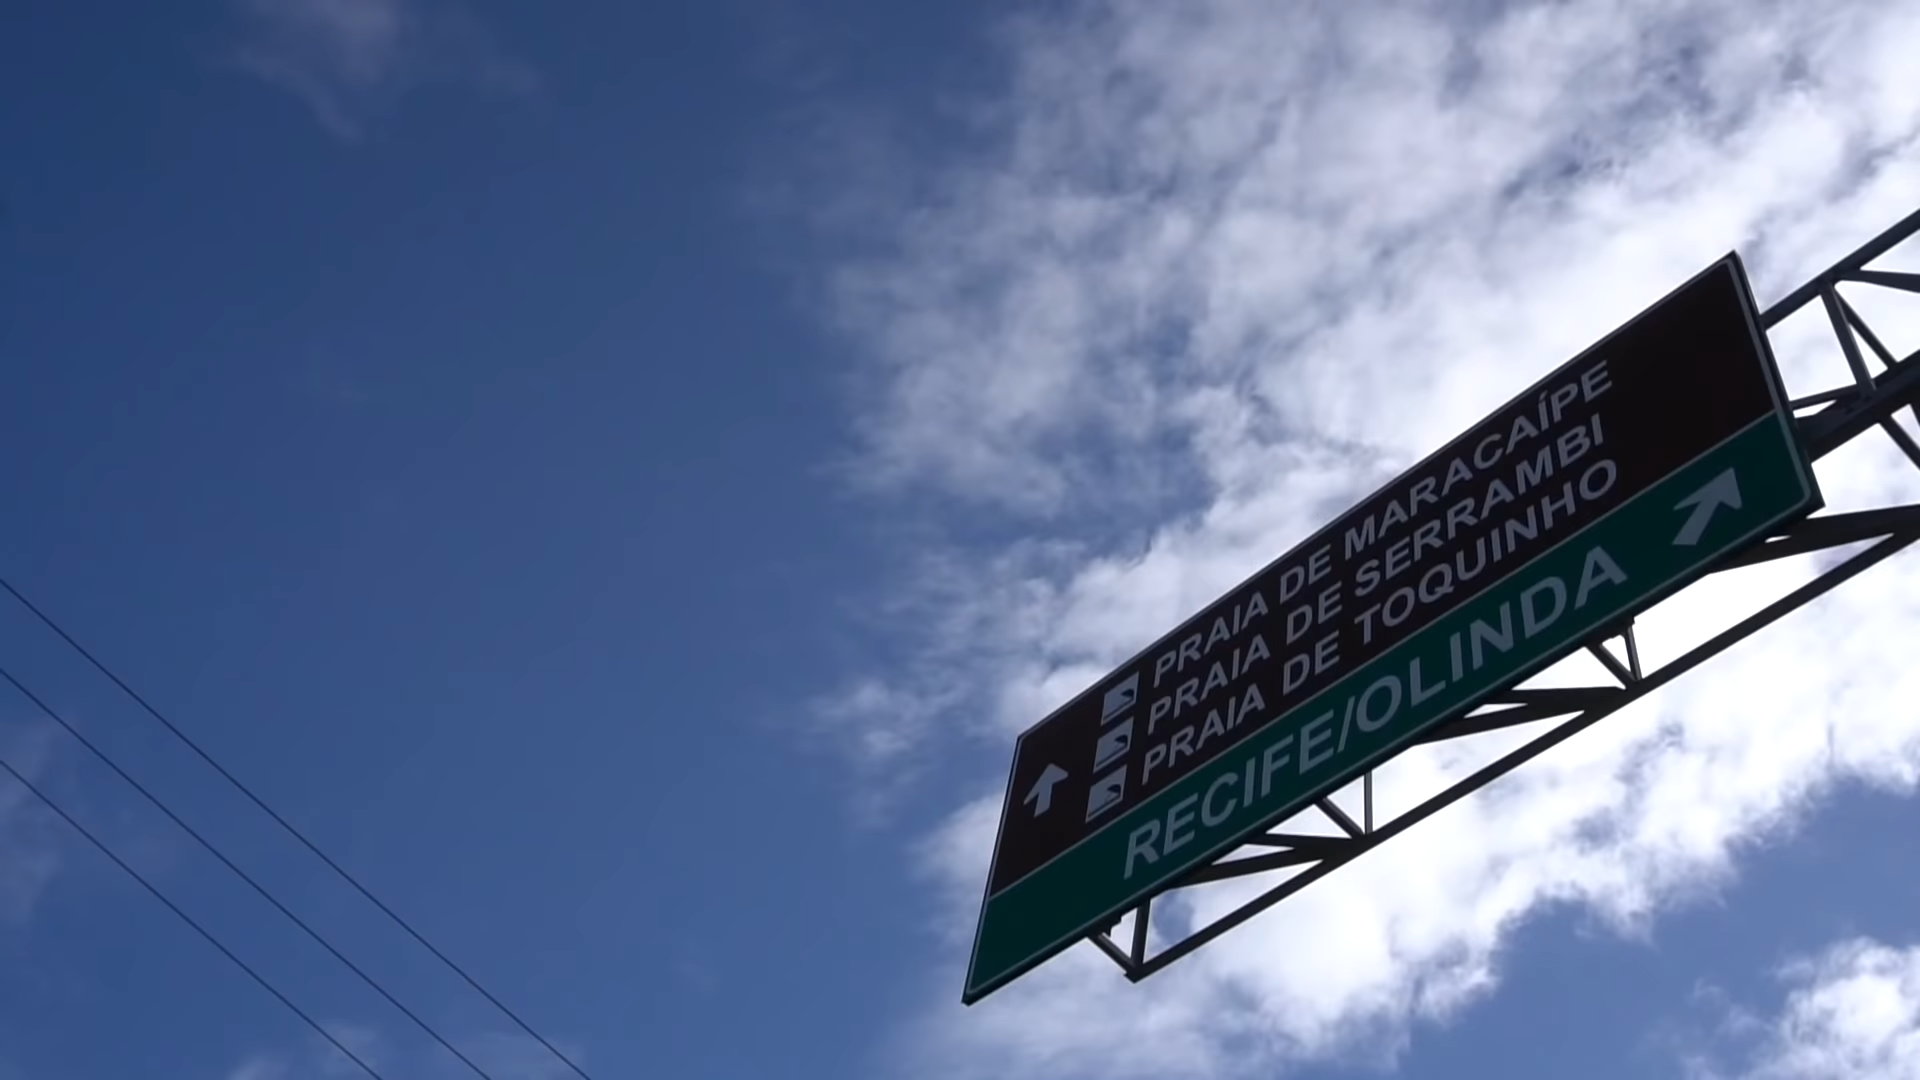 PRAIA DE MARACAÍPE
PRAIA DE SERRAMBI
PRAIA DE TOQUINHO
RECIFE/OLINDA